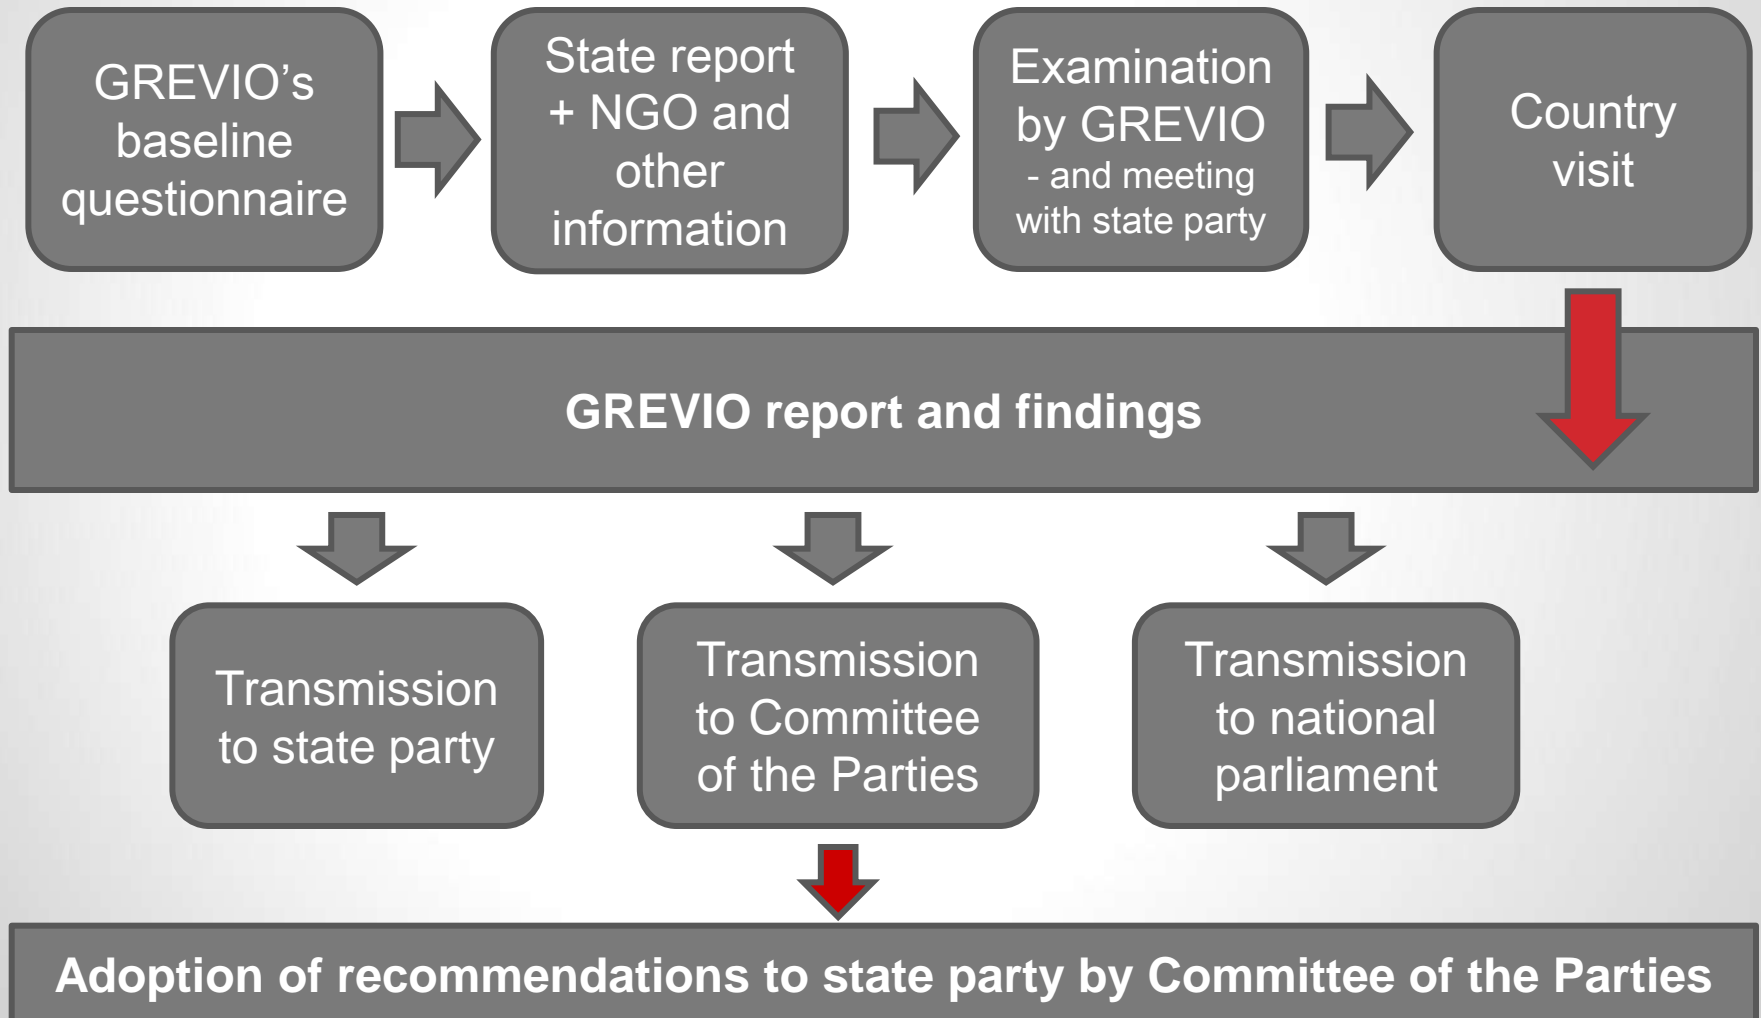 GREVIO’s
baseline
questionnaire
State report
+ NGO and
other
information
Examination
by GREVIO
- and meeting
with state party
Country
visit
GREVIO report and findings
Transmission
to state party
Transmission
to Committee
of the Parties
Transmission
to national
parliament
Adoption of recommendations to state party by Committee of the Parties